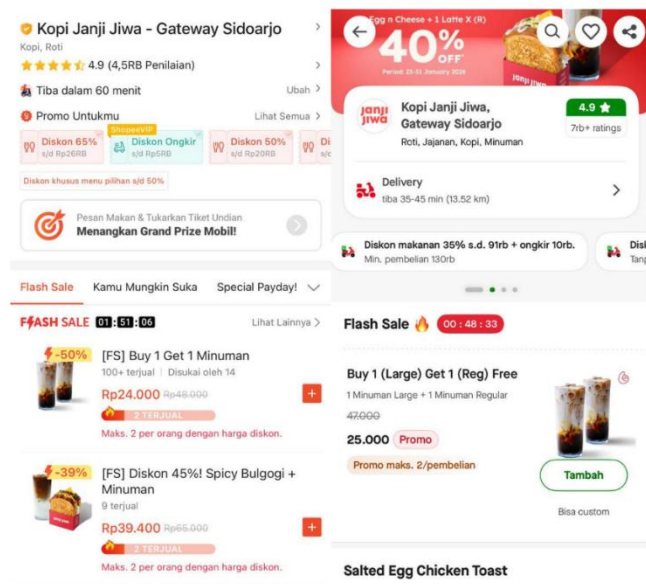 Kopi Janji Jiwa - Gateway Sidoarjo
Kopi, Roti
4.9 (4,5RB Penilaian)
Tiba dalam 60 menit
Ubah
Promo Untukmu
Lihat Semua
Diskon 65%
s/d Rp26RB
ShopeeVIP
Diskon Ongkir
s/d Rp5RB
Diskon 50%
s/d Rp20RB
Di
s/d
Diskon khusus menu pilihan s/d 50%
Pesan Makan & Tukarkan Tiket Undian
Menangkan Grand Prize Mobil!
Flash Sale
Kamu Mungkin Suka
Special Payday!
FLASH SALE 01:51:06
Lihat Lainnya
-50%
[FS] Buy 1 Get 1 Minuman
100+ terjual | Disukai oleh 14
Rp24.000 Rp48.000
2 TERJUAL
Maks. 2 per orang dengan harga diskon.
-39%
[FS] Diskon 45%! Spicy Bulgogi +
Minuman
9 terjual
Rp39.400 Rp65.000
2 TERJUAL
Maks. 2 per orang dengan harga diskon.
Egg n Cheese + 1 Latte X (R)
40%
OFF
janji jiwa
janji
jiwa
Kopi Janji Jiwa,
Gateway Sidoarjo
Roti, Jajanan, Kopi, Minuman
4.9
7rb+ ratings
Delivery
tiba 35-45 min (13.52 km)
Diskon makanan 35% s.d. 91rb + ongkir 10rb.
Min. pembelian 130rb
Disk
Tanp
Flash Sale
00 : 48 : 33
Buy 1 (Large) Get 1 (Reg) Free
1 Minuman Large + 1 Minuman Regular
47.000
25.000 Promo
Promo maks. 2/pembelian
Tambah
Bisa custom
Salted Egg Chicken Toast